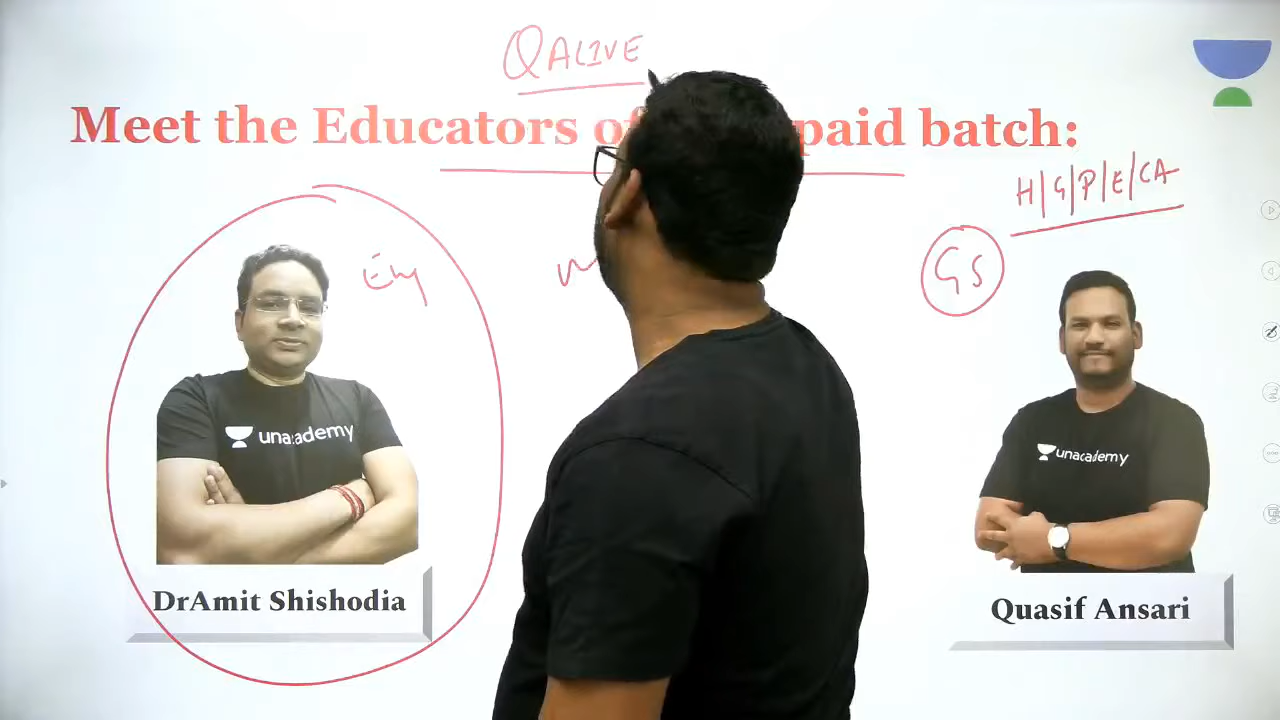 QALIVE
Meet the Educators of paid batch:
H|G|P|E|CA
GS
unacademy
unacademy
DrAmit Shishodia
Quasif Ansari